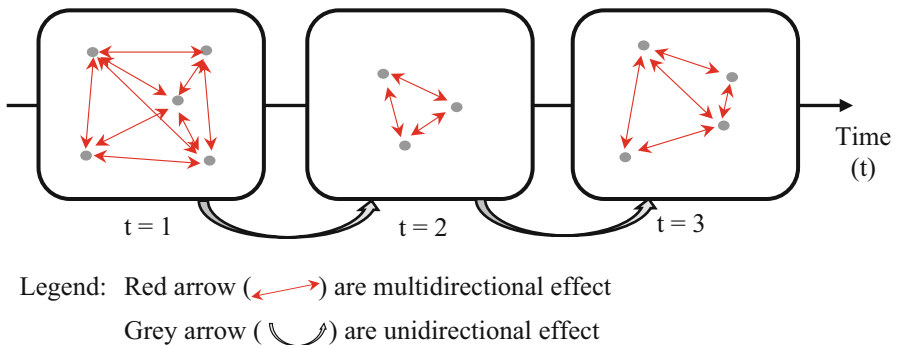 Time
(t)
t = 1
t = 2
t = 3
Legend: Red arrow ( ) are multidirectional effect
Grey arrow ( ) are unidirectional effect